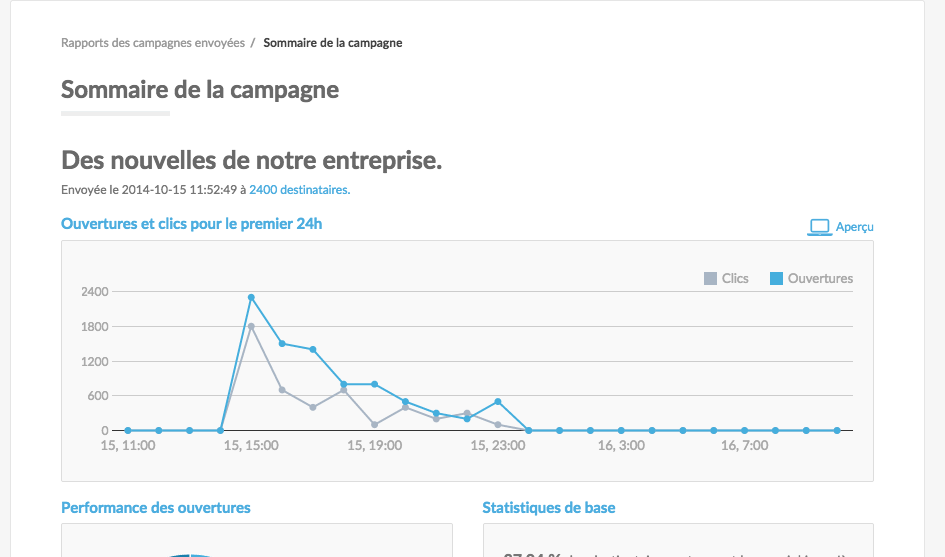 Rapports des campagnes envoyées / Sommaire de la campagne
Sommaire de la campagne
Des nouvelles de notre entreprise.
Envoyée le 2014-10-15 11:52:49 à 2400 destinataires.
Ouvertures et clics pour le premier 24h
Aperçu
Clics Ouvertures
2400
1800
1200
600
0
15, 11:00 15, 15:00 15, 19:00 15, 23:00 16, 3:00 16, 7:00
Performance des ouvertures
Statistiques de base